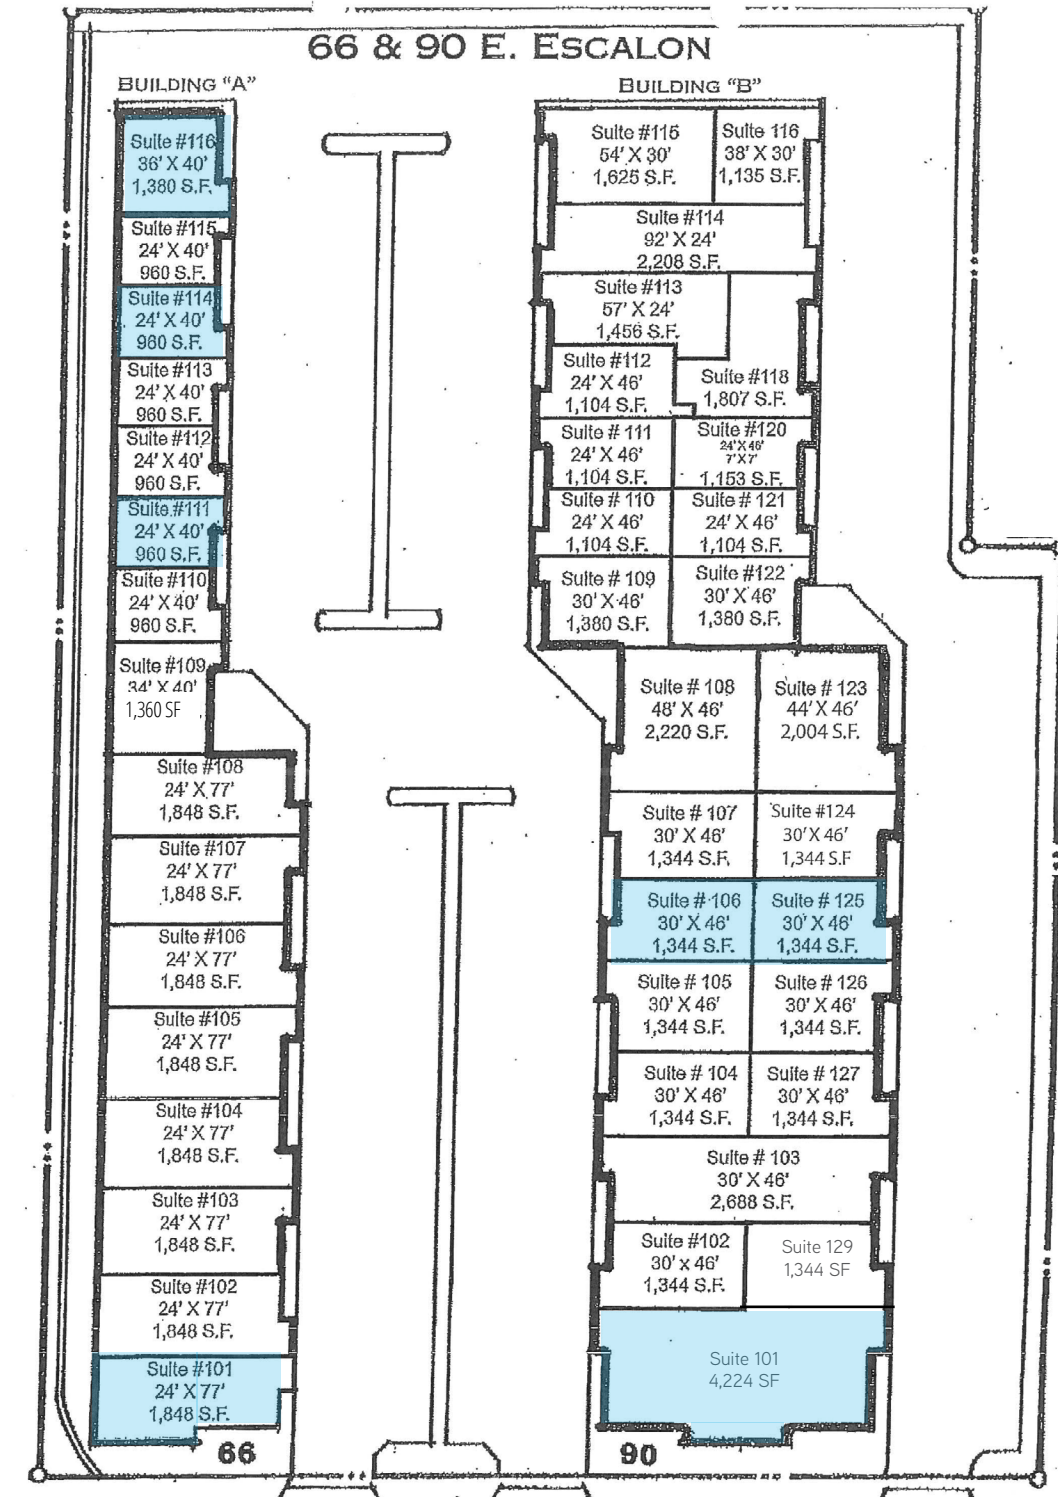 66 & 90 E. ESCALON
BUILDING "A"
Suite #116
36' X 40'
1,380 S.F.
Suite #115
24' X 40'
960 S.F.
Suite #114
24' X 40'
960 S.F.
Suite #113
24' X 40'
960 S.F.
Suite #112
24' X 40'
960 S.F.
Suite #111
24' X 40'
960 S.F.
Suite #110
24' X 40'
960 S.F.
Suite #109
34' X 40'
1,360 SF
Suite #108
24' X 77'
1,848 S.F.
Suite #107
24' X 77'
1,848 S.F.
Suite #106
24' X 77'
1,848 S.F.
Suite #105
24' X 77'
1,848 S.F.
Suite #104
24' X 77'
1,848 S.F.
Suite #103
24' X 77'
1,848 S.F.
Suite #102
24' X 77'
1,848 S.F.
Suite #101
24' X 77'
1,848 S.F.
66
BUILDING "B"
Suite #115
54' X 30'
1,625 S.F.
Suite 116
38' X 30'
1,135 S.F.
Suite #114
92' X 24'
2,208 S.F.
Suite #113
57' X 24'
1,456 S.F.
Suite #112
24' X 46'
1,104 S.F.
Suite #118
1,807 S.F.
Suite # 111
24' X 46'
1,104 S.F.
Suite #120
24'X46'
7'X7'
1,153 S.F.
Suite # 110
24' X 46'
1,104 S.F.
Suite #121
24' X 46'
1,104 S.F.
Suite # 109
30' X 46'
1,380 S.F.
Suite #122
30' X 46'
1,380 S.F.
Suite # 108
48' X 46'
2,220 S.F.
Suite # 123
44' X 46'
2,004 S.F.
Suite # 107
30' X 46'
1,344 S.F.
Suite #124
30' X 46'
1,344 S.F
Suite # 106
30' X 46'
1,344 S.F.
Suite # 125
30' X 46'
1,344 S.F.
Suite # 105
30' X 46'
1,344 S.F.
Suite # 126
30' X 46'
1,344 S.F.
Suite # 104
30' X 46'
1,344 S.F.
Suite # 127
30' X 46'
1,344 S.F.
Suite # 103
30' X 46'
2,688 S.F.
Suite #102
30' x 46'
1,344 S.F.
Suite 129
1,344 SF
Suite 101
4,224 SF
90